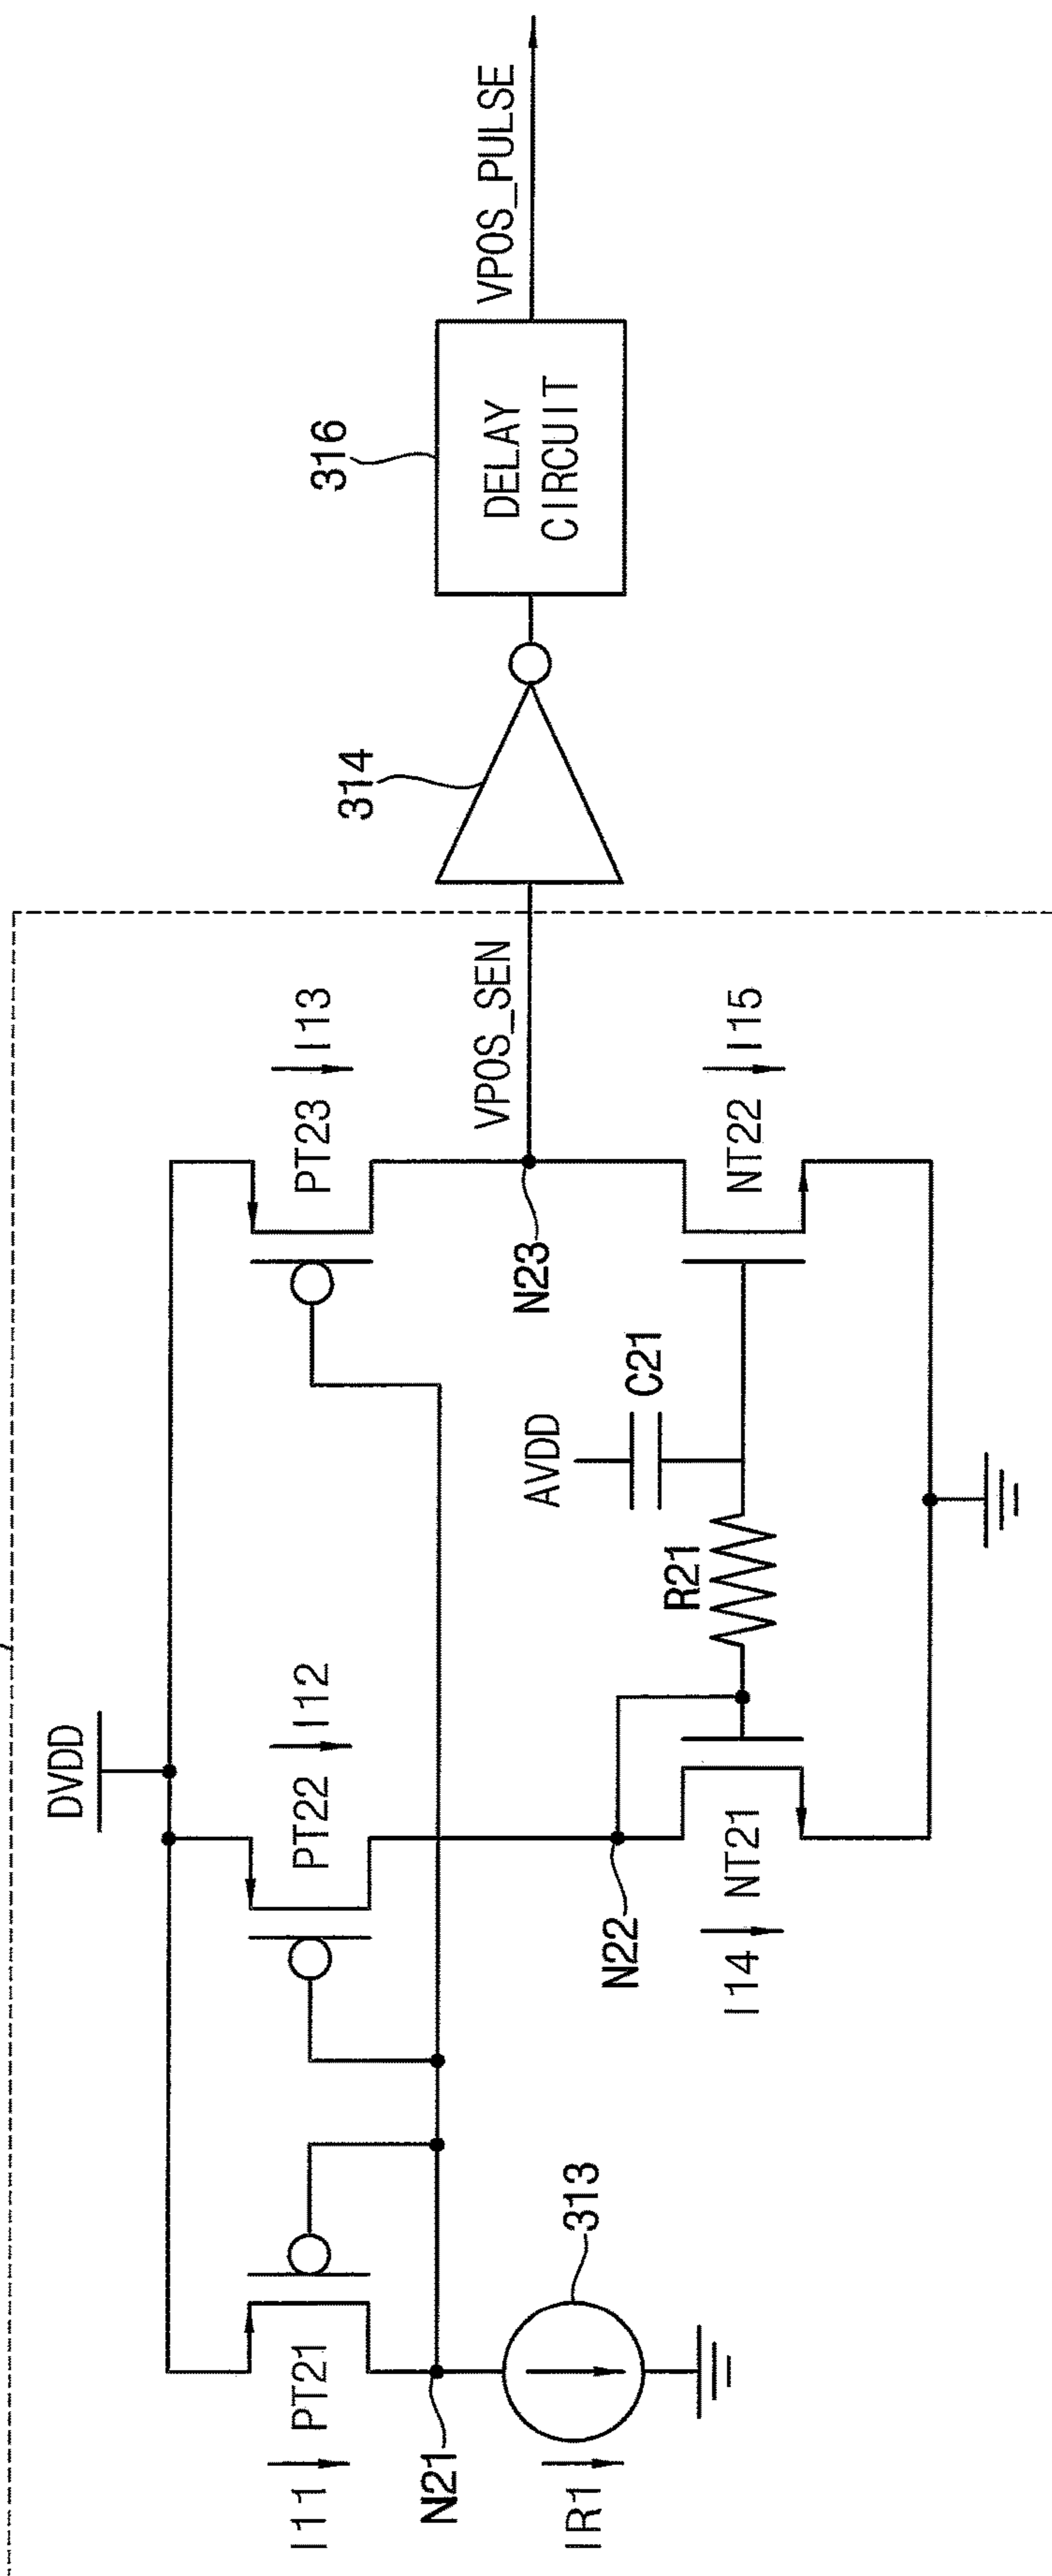 DVDD
I11
PT21
PT22
I12
PT23
I13
N21
IR1
313
N22
I14
NT21
R21
AVDD
C21
N23
NT22
I15
VPOS_SEN
314
316
DELAY
CIRCUIT
VPOS_PULSE